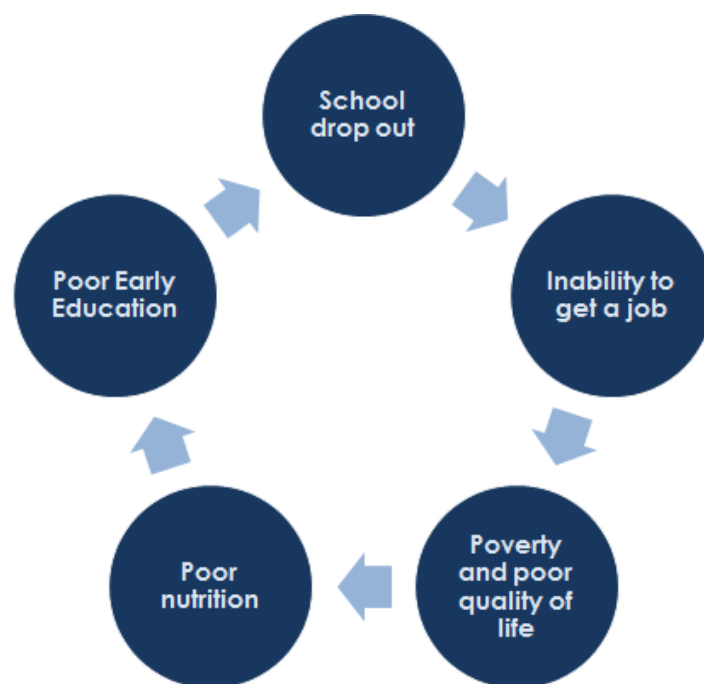 School
drop out
Inability to
get a job
Poverty
and poor
quality of
life
Poor
nutrition
Poor Early
Education